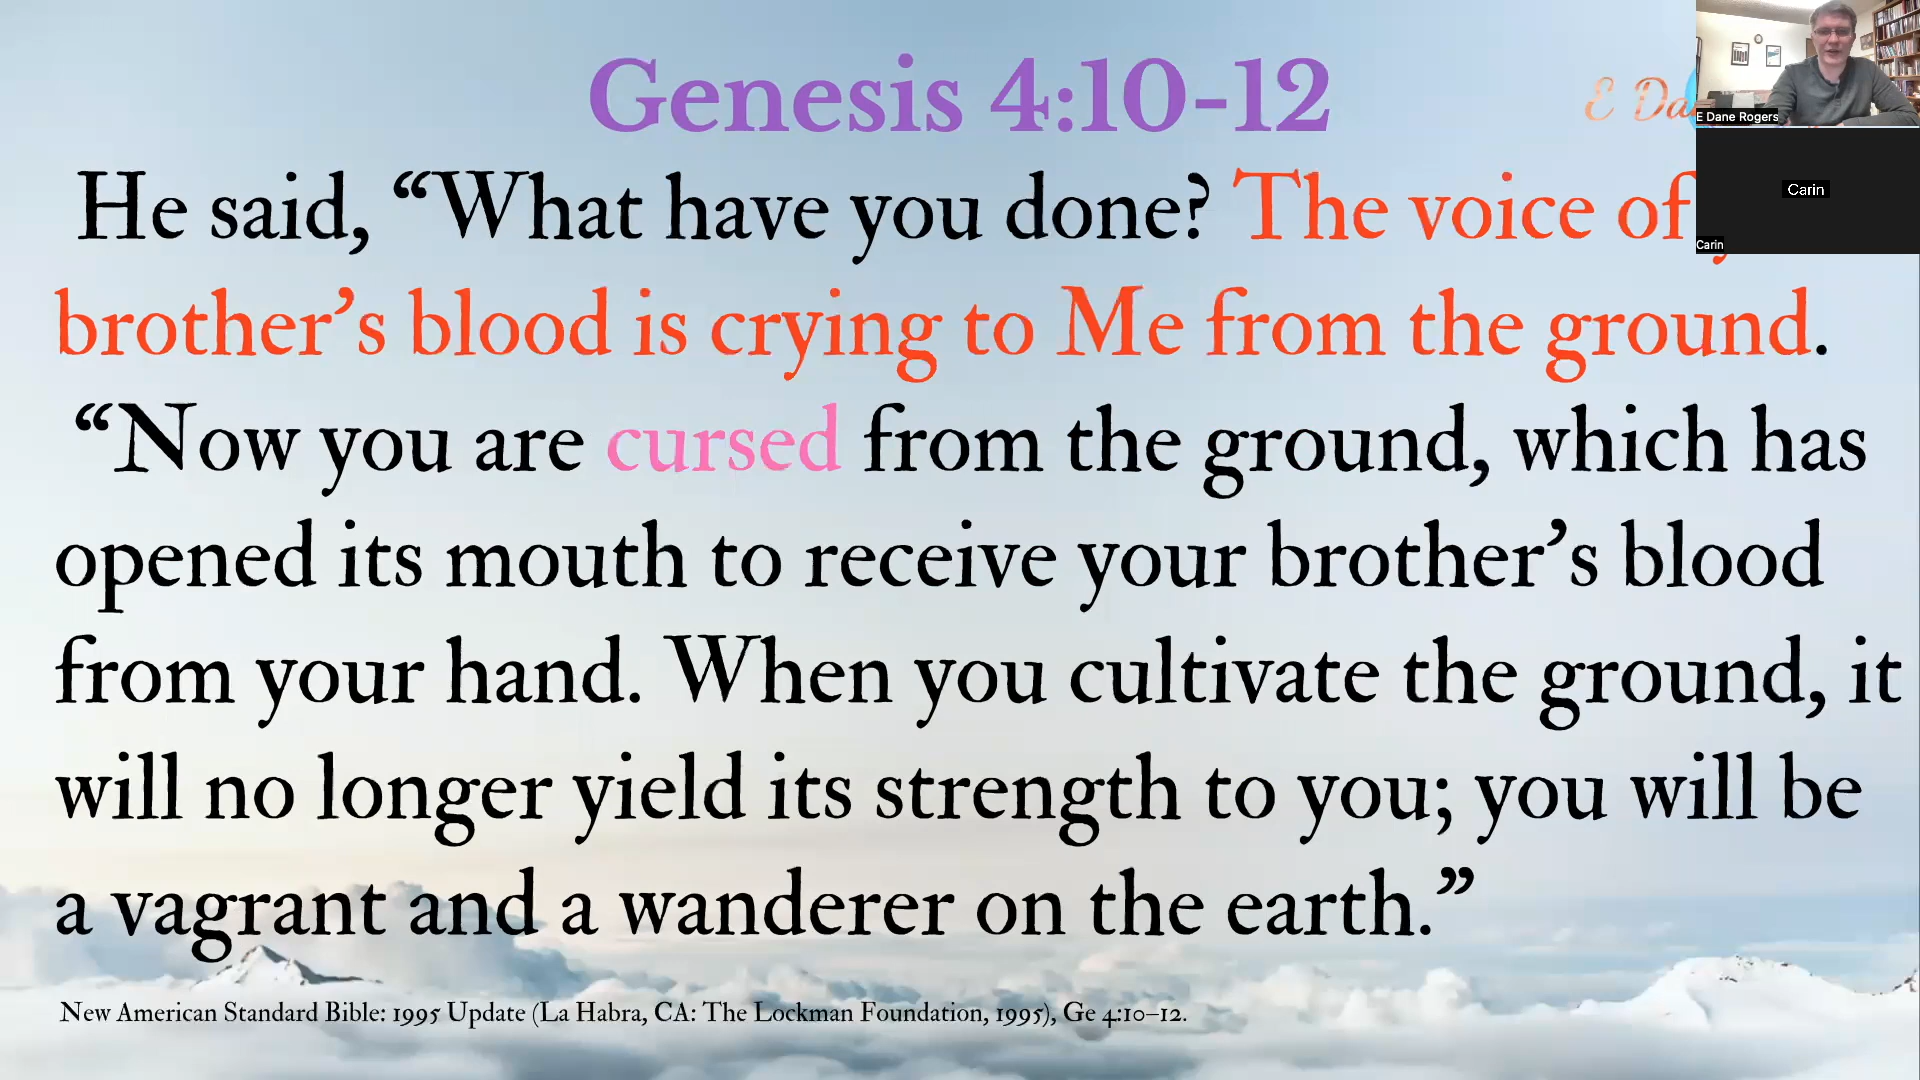 Genesis 4:10-12
E Da
E Dane Rogers
Carin
Carin
He said, “What have you done? The voice of
brother’s blood is crying to Me from the ground.
“Now you are cursed from the ground, which has
opened its mouth to receive your brother’s blood
from your hand. When you cultivate the ground, it
will no longer yield its strength to you; you will be
a vagrant and a wanderer on the earth.”
New American Standard Bible: 1995 Update (La Habra, CA: The Lockman Foundation, 1995), Ge 4:10–12.